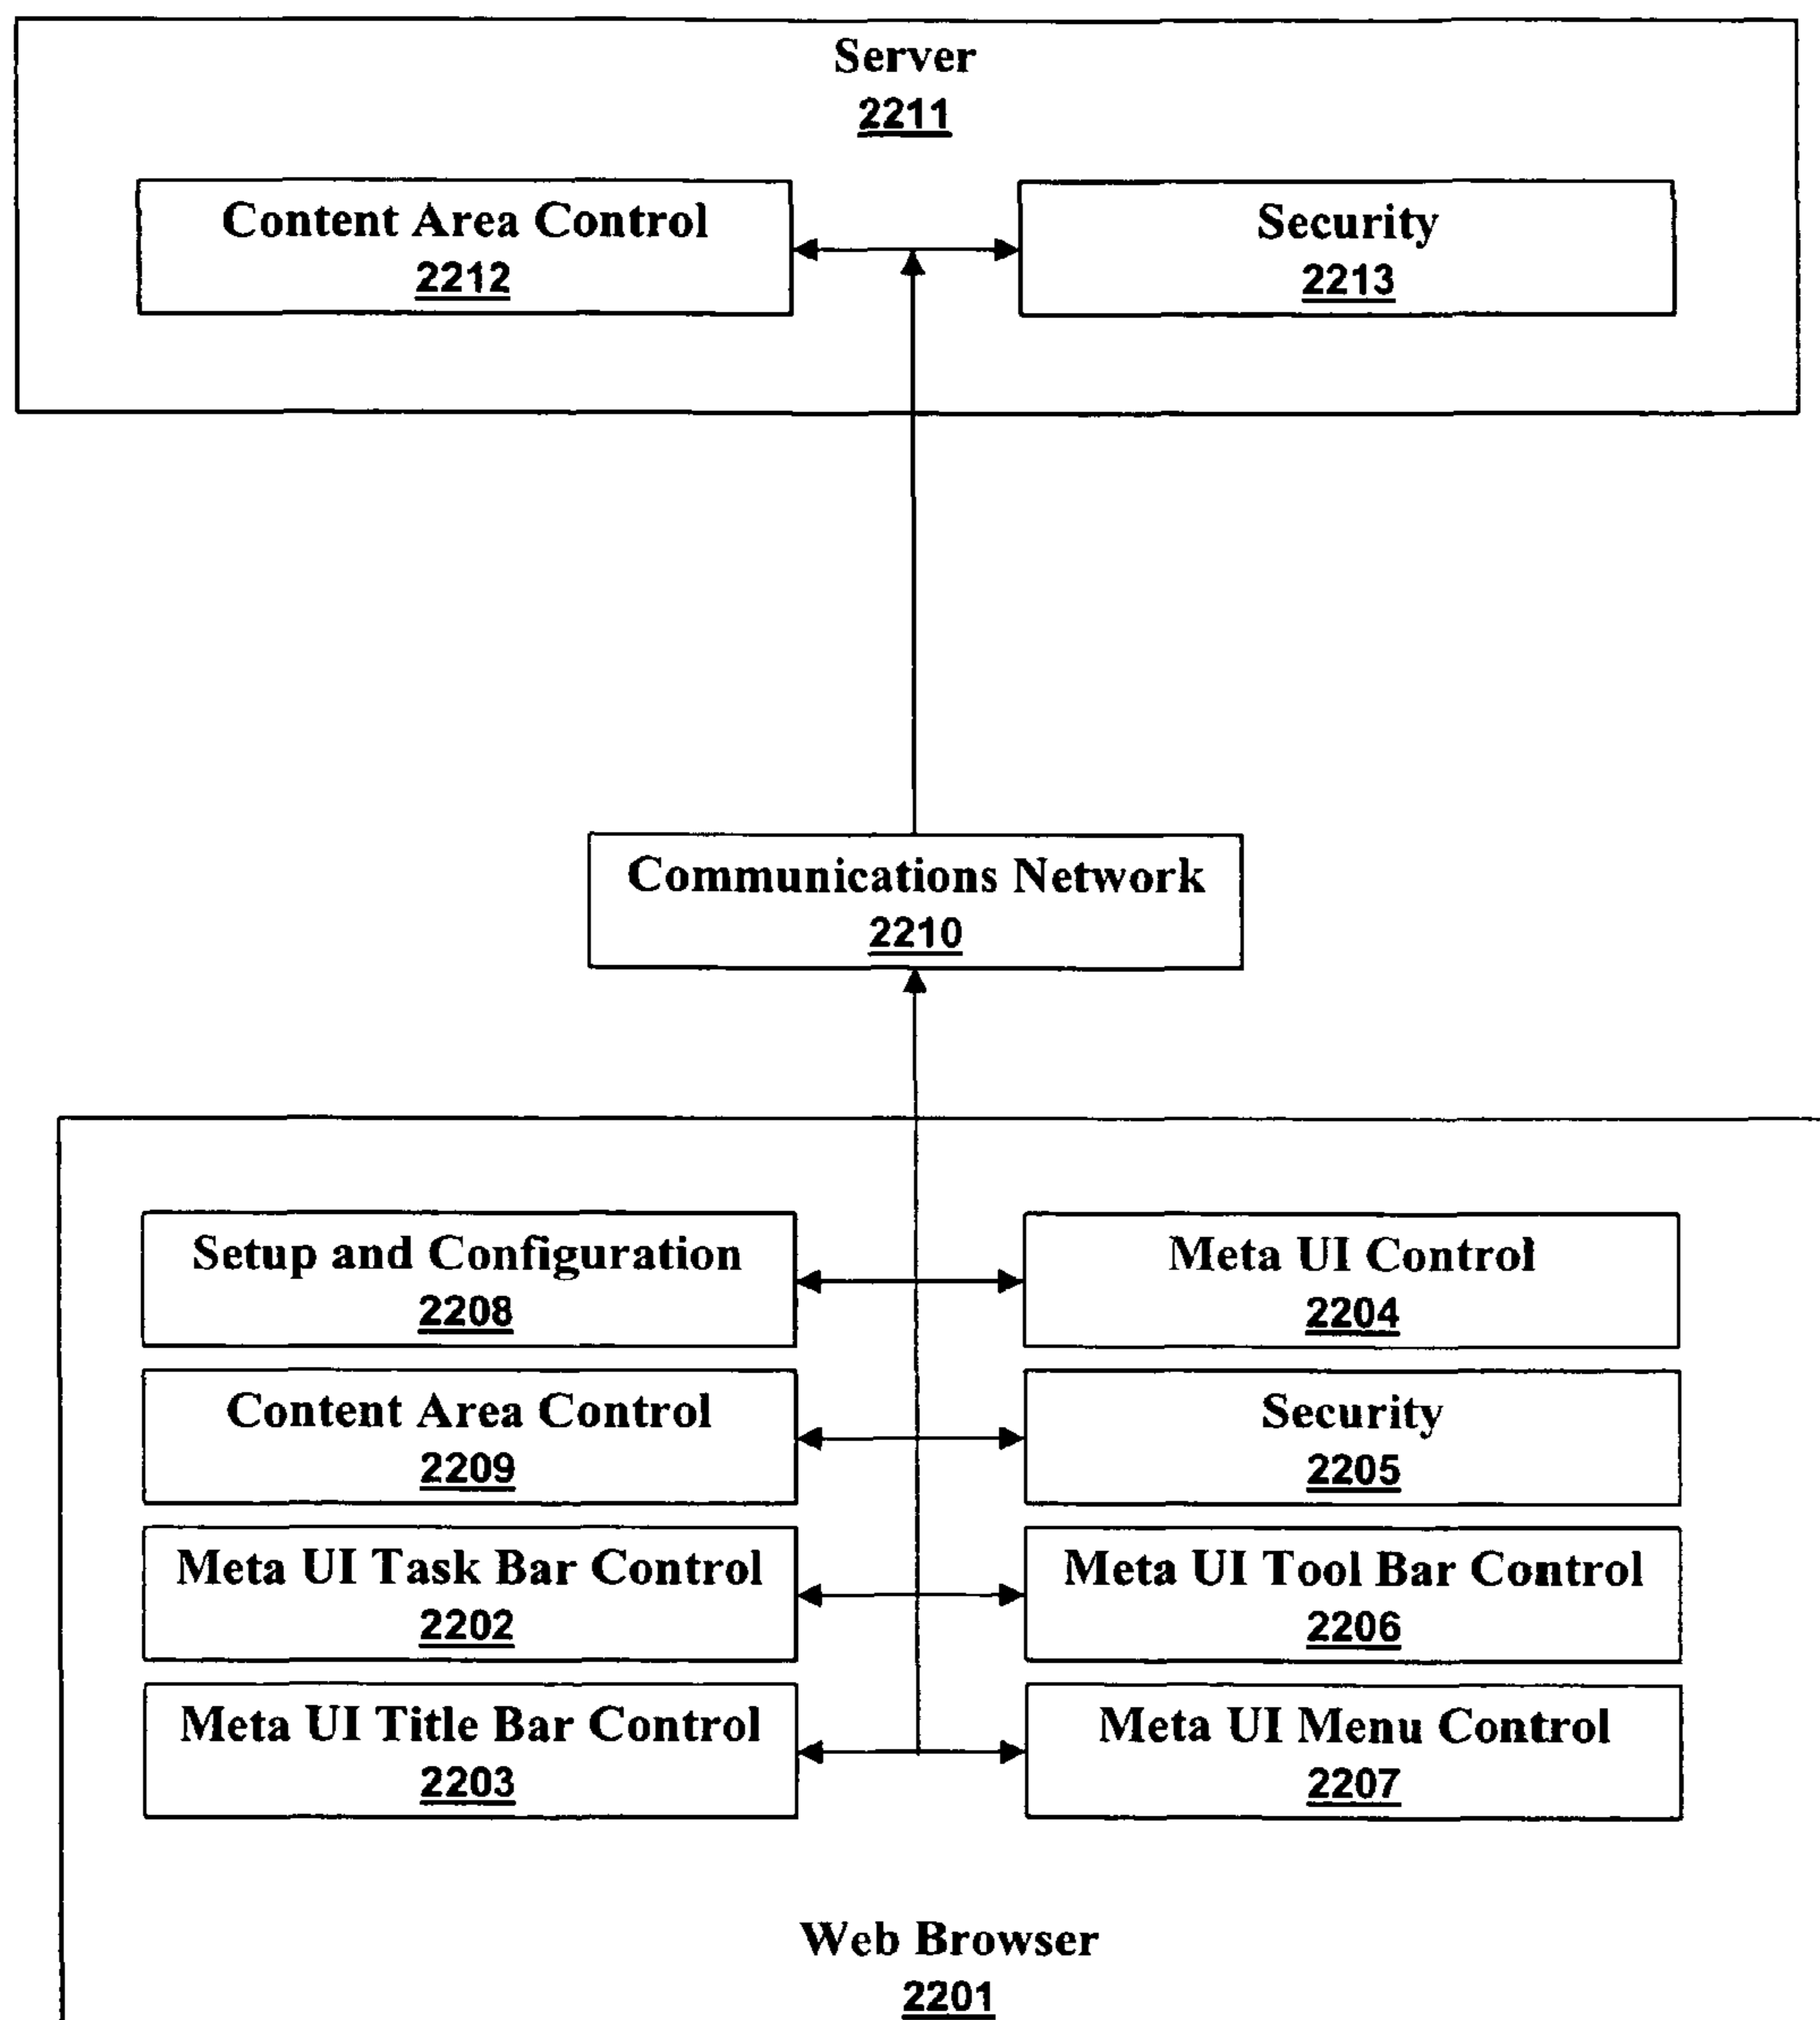 Server
2211
Content Area Control
2212
Security
2213
Communications Network
2210
Setup and Configuration
2208
Meta UI Control
2204
Content Area Control
2209
Security
2205
Meta UI Task Bar Control
2202
Meta UI Tool Bar Control
2206
Meta UI Title Bar Control
2203
Meta UI Menu Control
2207
Web Browser
2201